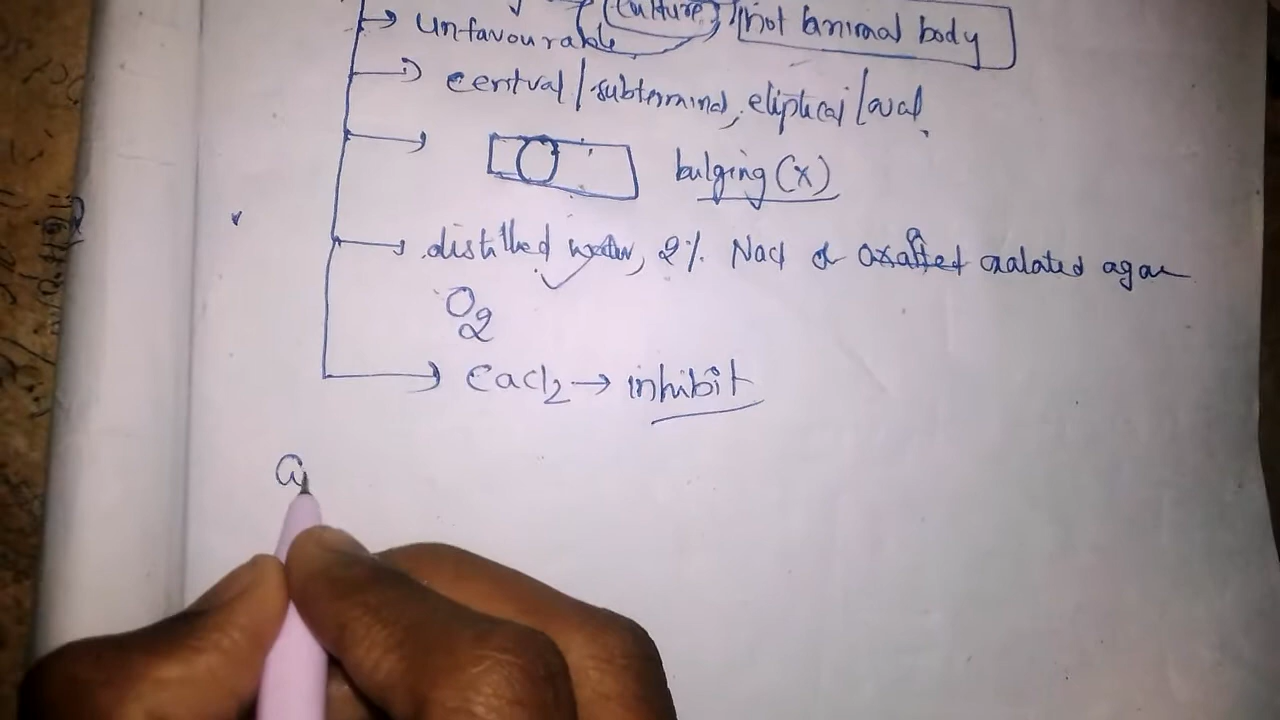 (culture) not animal body
unfavourable
central / subterminal, eliptical / oval
bulging (x)
distilled water, 2% Nacl or oxalated agar
O2
Cacl2 → inhibit
a